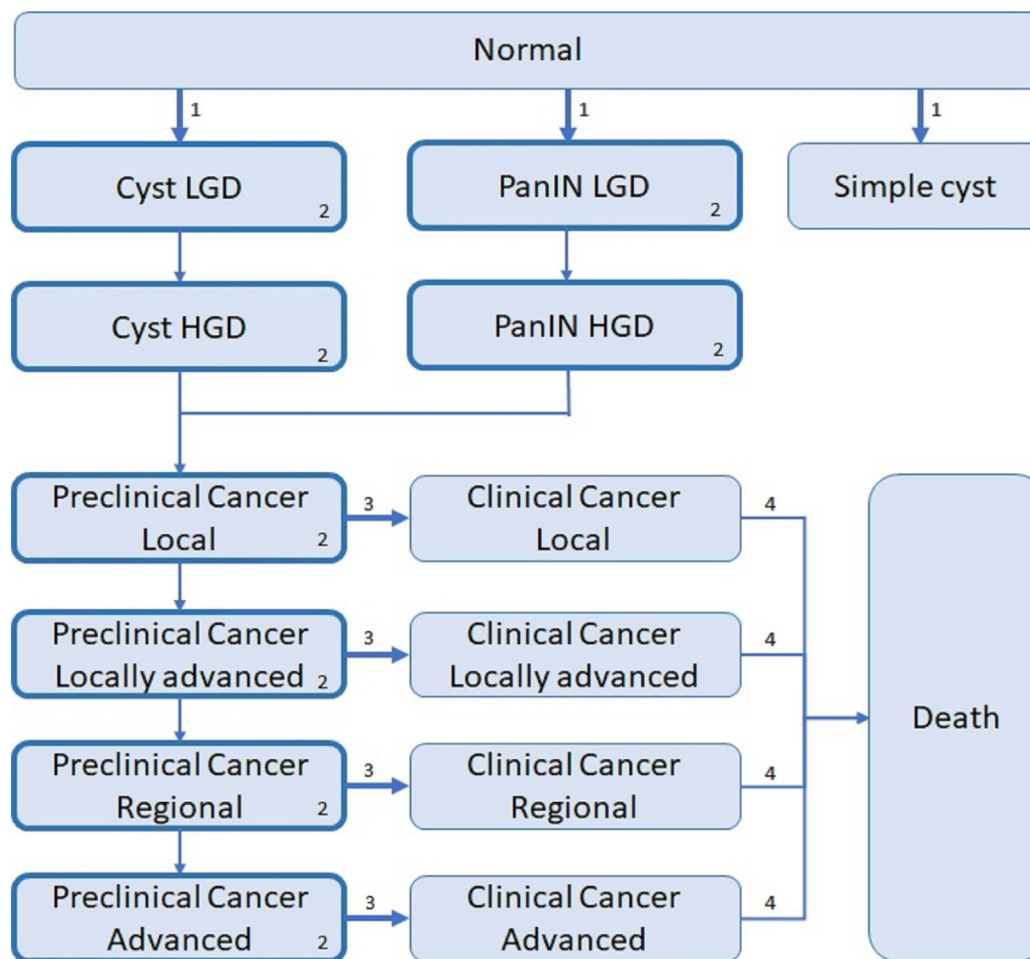 Normal
1
1
1
Cyst LGD
2
PanIN LGD
2
Simple cyst
Cyst HGD
2
PanIN HGD
2
Preclinical Cancer
Local
2
3
Clinical Cancer
Local
4
Preclinical Cancer
Locally advanced
2
3
Clinical Cancer
Locally advanced
4
Death
Preclinical Cancer
Regional
2
3
Clinical Cancer
Regional
4
Preclinical Cancer
Advanced
2
3
Clinical Cancer
Advanced
4